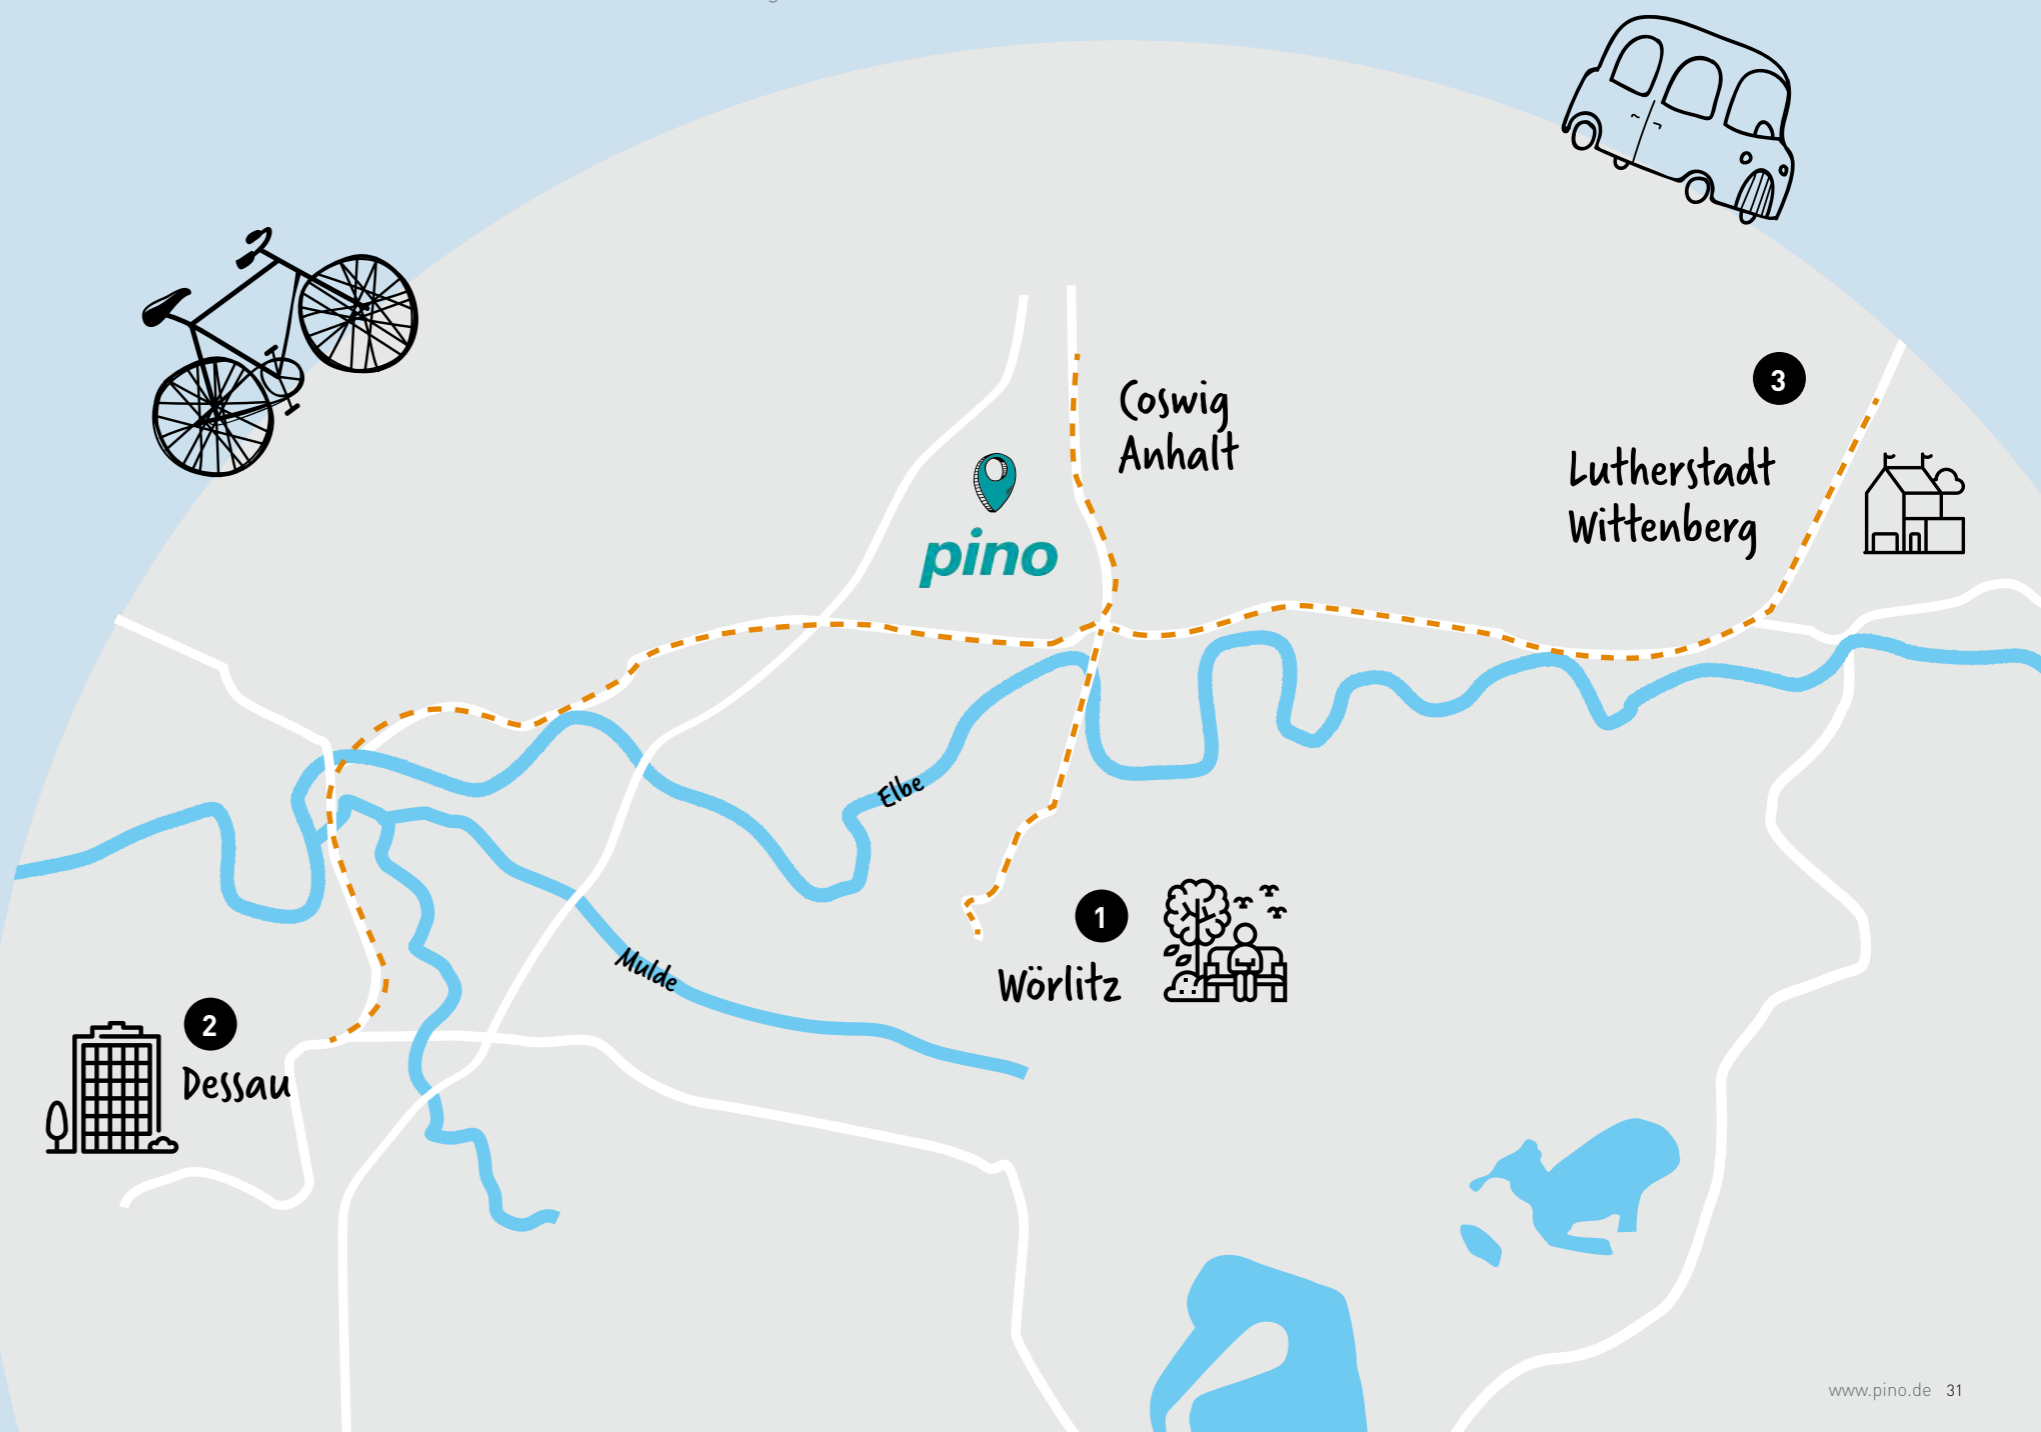 3
Coswig
Anhalt
Lutherstadt
Wittenberg
pino
Elbe
1
Mulde
Wörlitz
2
Dessau
www.pino.de 31